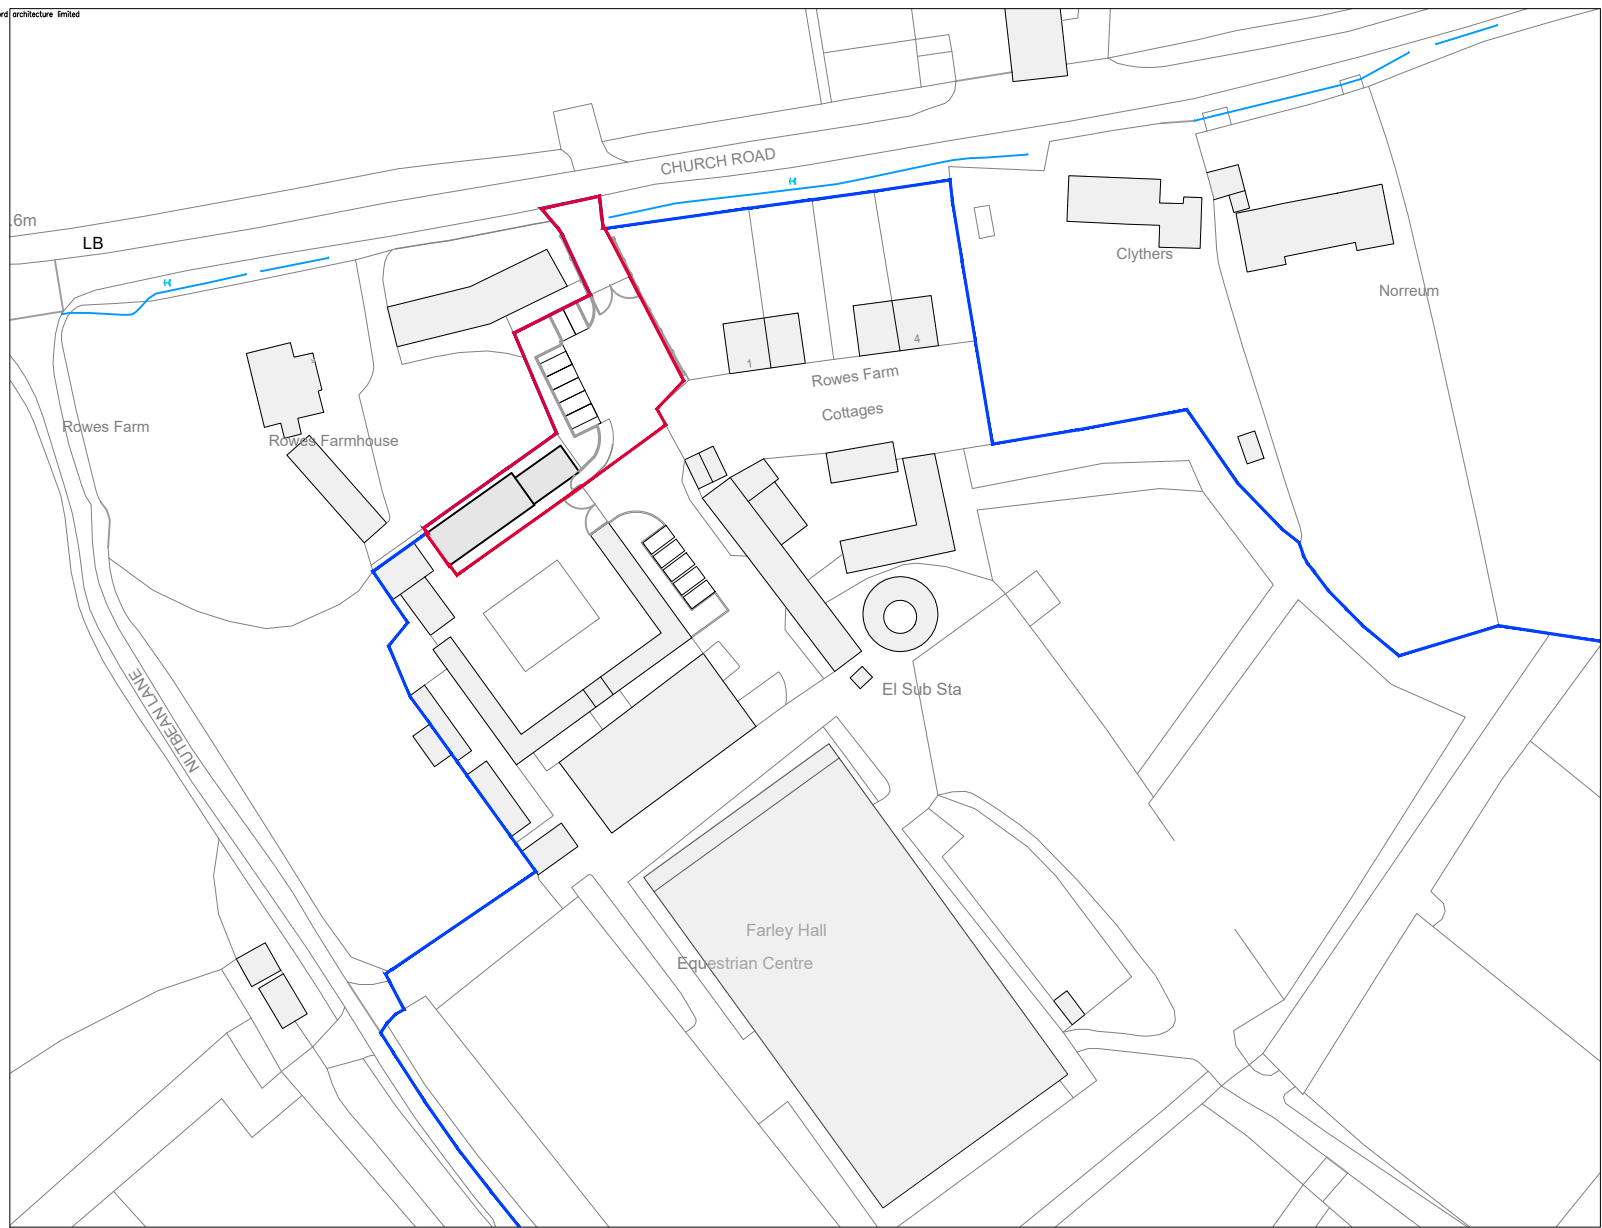 architecture limited
CHURCH ROAD
.6m
LB
Clythers
Norreum
1
4
Rowes Farm
Cottages
Rowes Farm
Rowes Farmhouse
El Sub Sta
NUTBEAN LANE
Farley Hall
Equestrian Centre